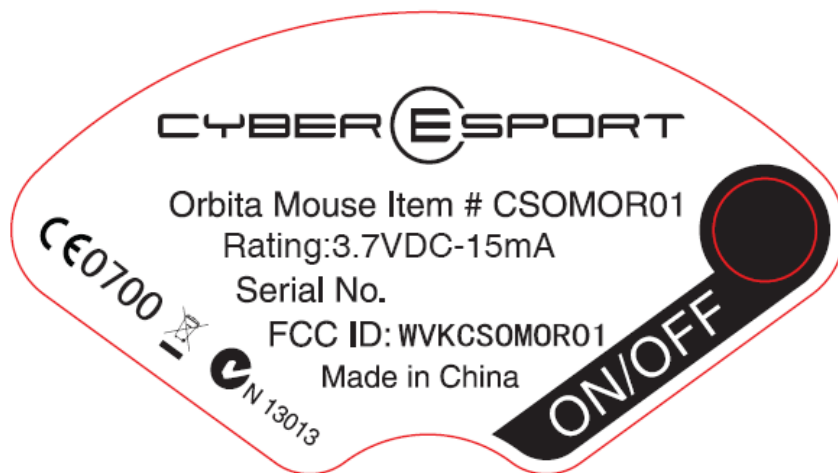 CYBER E SPORT
Orbita Mouse Item # CSOMOR01
Rating:3.7VDC-15mA
Serial No.
FCC ID: WVKCSOMOR01
Made in China
CE0700
N 13013
ON/OFF